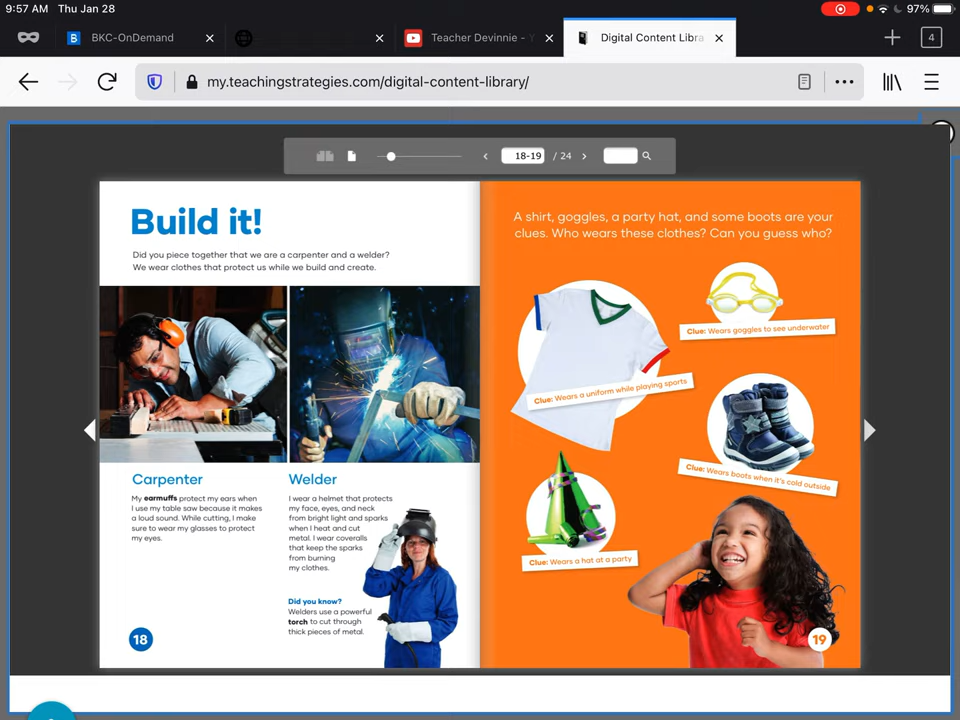 9:57 AM Thu Jan 28
97%
BKC-OnDemand
Teacher Devinnie -
Digital Content Libra
4
my.teachingstrategies.com/digital-content-library/
18-19 / 24
Build it!
Did you piece together that we are a carpenter and a welder?
We wear clothes that protect us while we build and create.
Carpenter
My earmuffs protect my ears when
I use my table saw because it makes
a loud sound. While cutting, I make
sure to wear my glasses to protect
my eyes.
Welder
I wear a helmet that protects
my face, eyes, and neck
from bright light and sparks
when I heat and cut
metal. I wear coveralls
that keep the sparks
from burning
my clothes.
Did you know?
Welders use a powerful
torch to cut through
thick pieces of metal.
18
A shirt, goggles, a party hat, and some boots are your
clues. Who wears these clothes? Can you guess who?
Clue: Wears goggles to see underwater
Clue: Wears a uniform while playing sports
Clue: Wears boots when it's cold outside
Clue: Wears a hat at a party
19